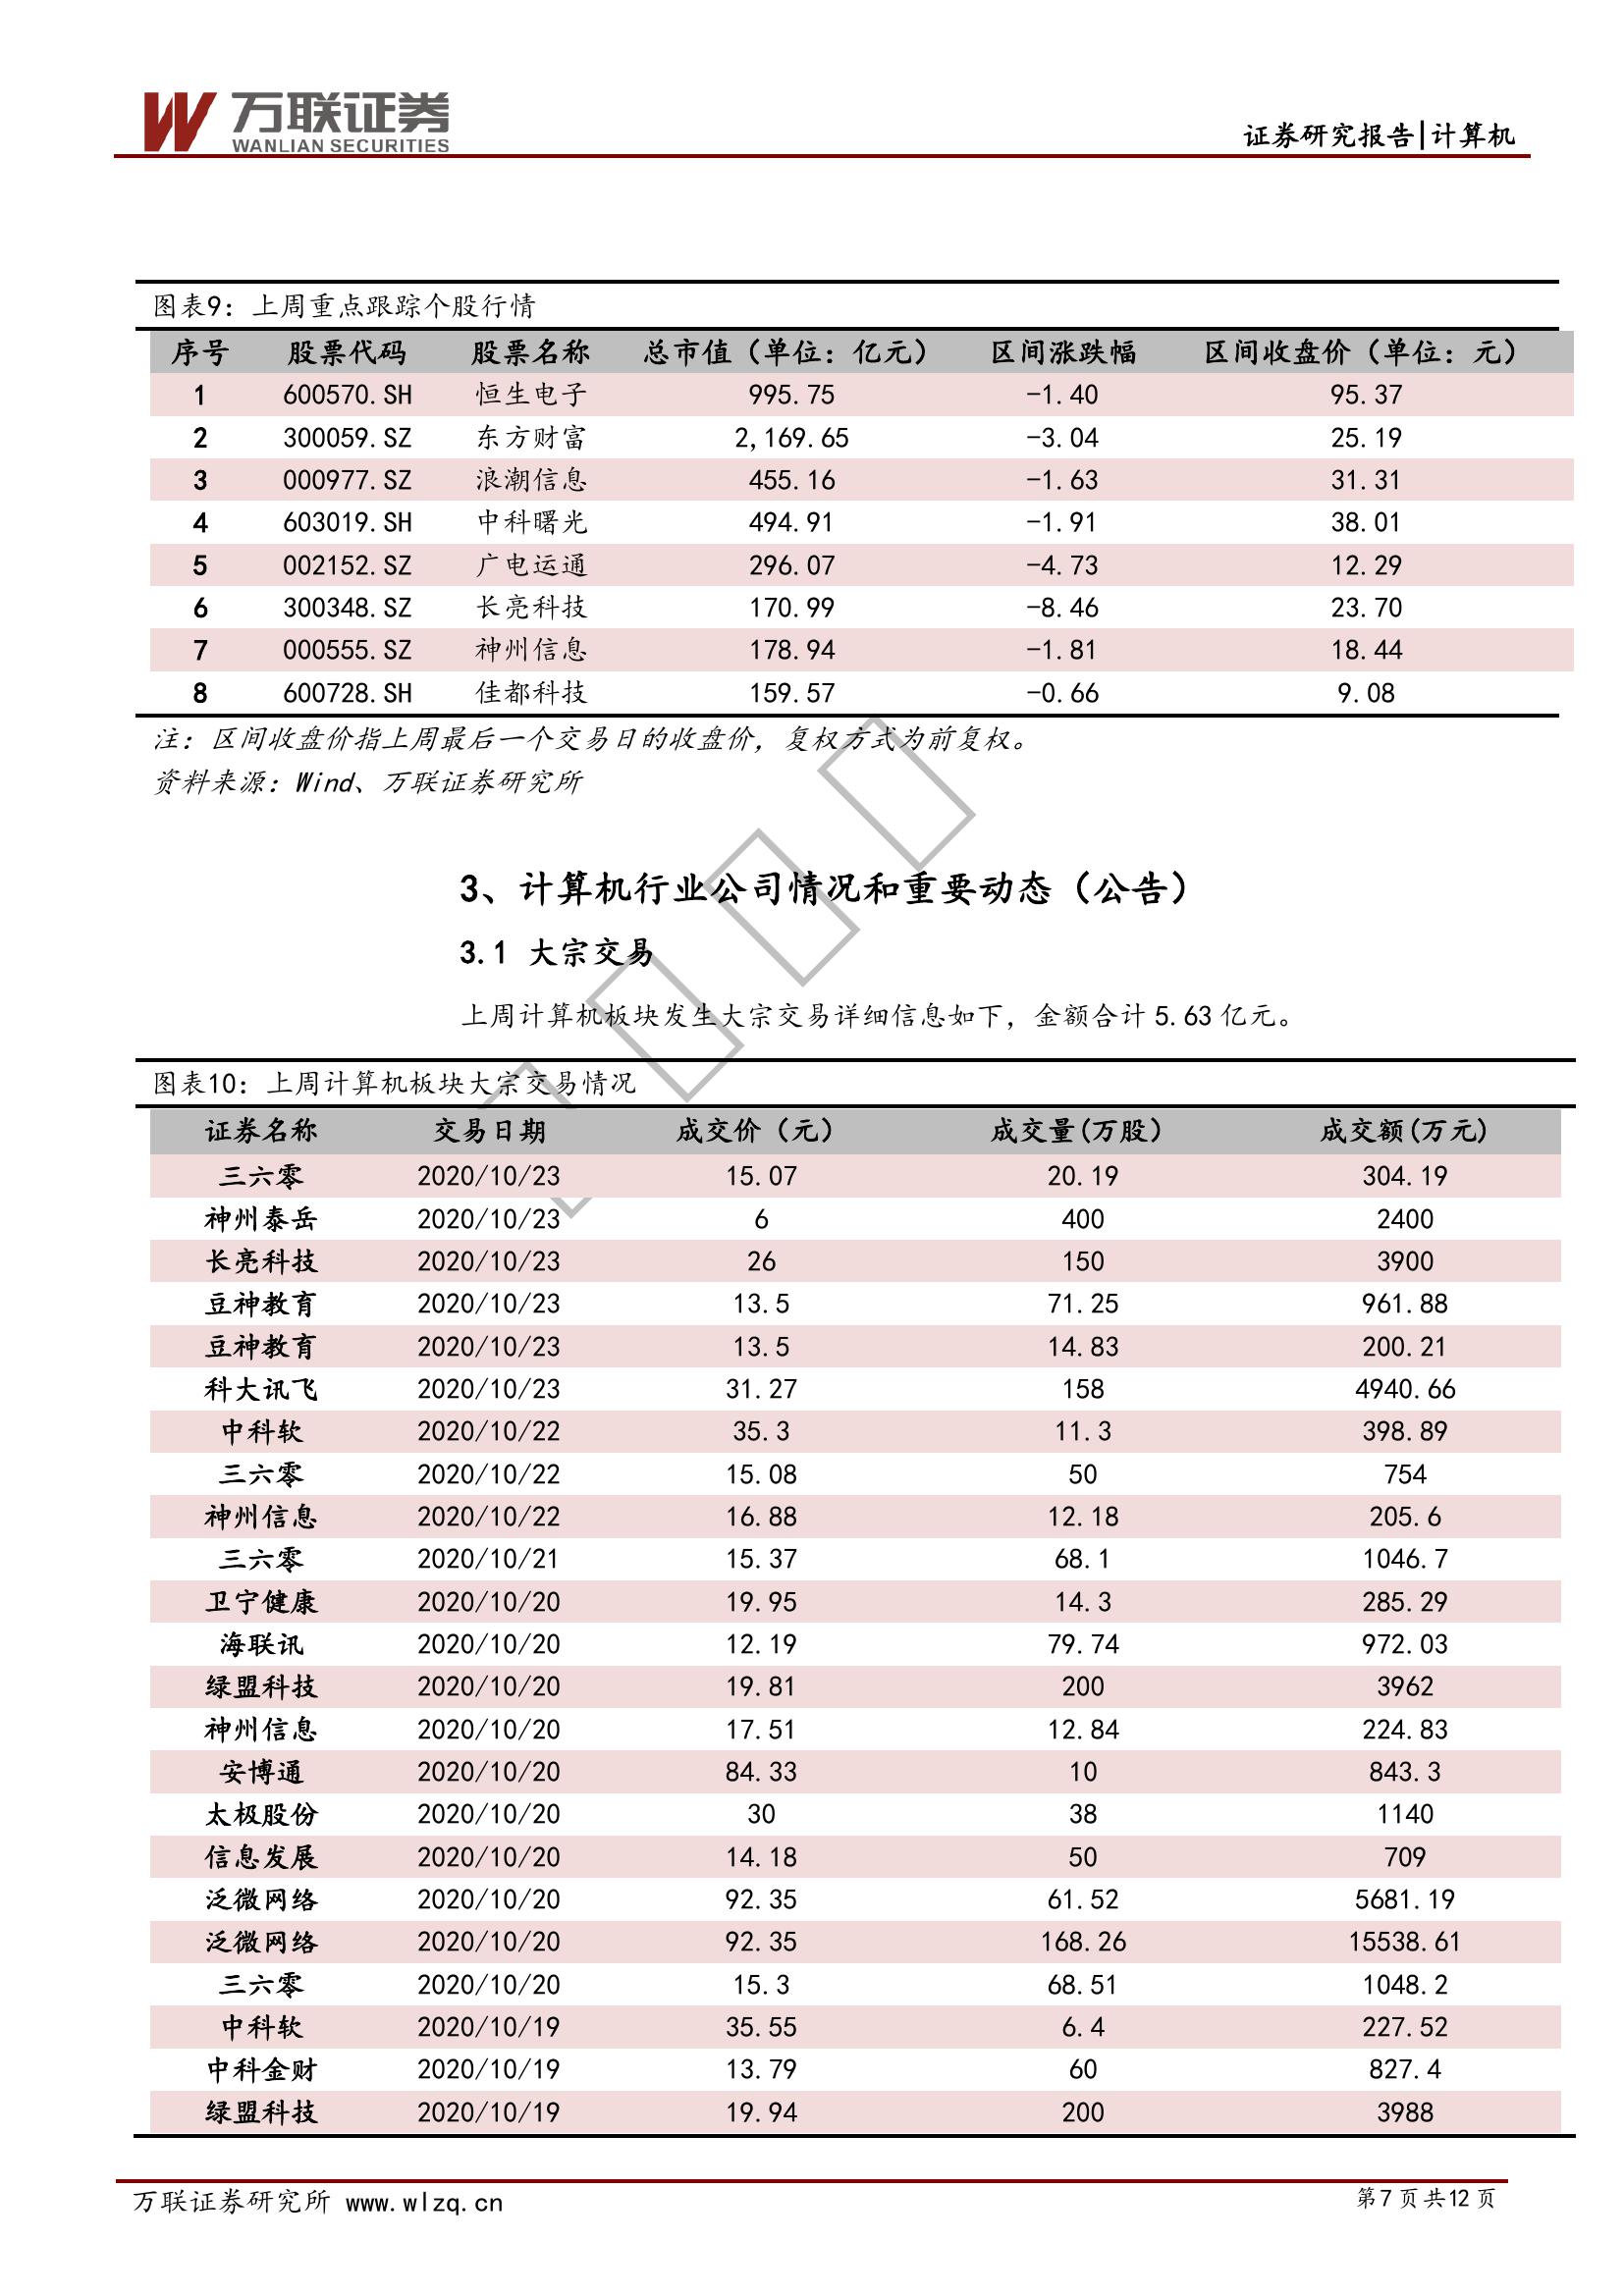 万联证券
WANLIAN SECURITIES
证券研究报告|计算机
图表9：上周重点跟踪个股行情
序号 股票代码 股票名称 总市值（单位：亿元） 区间涨跌幅 区间收盘价（单位：元）
1 600570.SH 恒生电子 995.75 -1.40 95.37
2 300059.SZ 东方财富 2,169.65 -3.04 25.19
3 000977.SZ 浪潮信息 455.16 -1.63 31.31
4 603019.SH 中科曙光 494.91 -1.91 38.01
5 002152.SZ 广电运通 296.07 -4.73 12.29
6 300348.SZ 长亮科技 170.99 -8.46 23.70
7 000555.SZ 神州信息 178.94 -1.81 18.44
8 600728.SH 佳都科技 159.57 -0.66 9.08
注：区间收盘价指上周最后一个交易日的收盘价，复权方式为前复权。
资料来源：Wind、万联证券研究所
3、计算机行业公司情况和重要动态（公告）
3.1 大宗交易
上周计算机板块发生大宗交易详细信息如下，金额合计 5.63 亿元。
图表10：上周计算机板块大宗交易情况
证券名称 交易日期 成交价（元） 成交量(万股） 成交额(万元)
三六零 2020/10/23 15.07 20.19 304.19
神州泰岳 2020/10/23 6 400 2400
长亮科技 2020/10/23 26 150 3900
豆神教育 2020/10/23 13.5 71.25 961.88
豆神教育 2020/10/23 13.5 14.83 200.21
科大讯飞 2020/10/23 31.27 158 4940.66
中科软 2020/10/22 35.3 11.3 398.89
三六零 2020/10/22 15.08 50 754
神州信息 2020/10/22 16.88 12.18 205.6
三六零 2020/10/21 15.37 68.1 1046.7
卫宁健康 2020/10/20 19.95 14.3 285.29
海联讯 2020/10/20 12.19 79.74 972.03
绿盟科技 2020/10/20 19.81 200 3962
神州信息 2020/10/20 17.51 12.84 224.83
安博通 2020/10/20 84.33 10 843.3
太极股份 2020/10/20 30 38 1140
信息发展 2020/10/20 14.18 50 709
泛微网络 2020/10/20 92.35 61.52 5681.19
泛微网络 2020/10/20 92.35 168.26 15538.61
三六零 2020/10/20 15.3 68.51 1048.2
中科软 2020/10/19 35.55 6.4 227.52
中科金财 2020/10/19 13.79 60 827.4
绿盟科技 2020/10/19 19.94 200 3988
万联证券研究所 www.wlzq.cn
第7页共12页